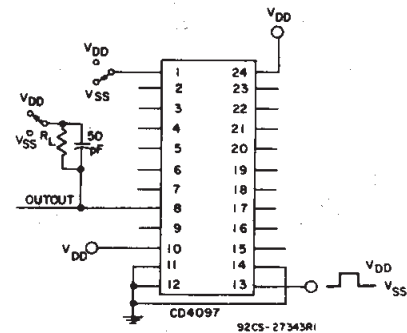 VDD
VDD
VSS
1 24
2 23
VDD
3 22
VSS
RL
50
pF
4 21
5 20
6 19
7 18
OUTOUT
8 17
9 16
VDD
10 15
11 14
12 13
VDD
VSS
CD4097
92CS-27343R1